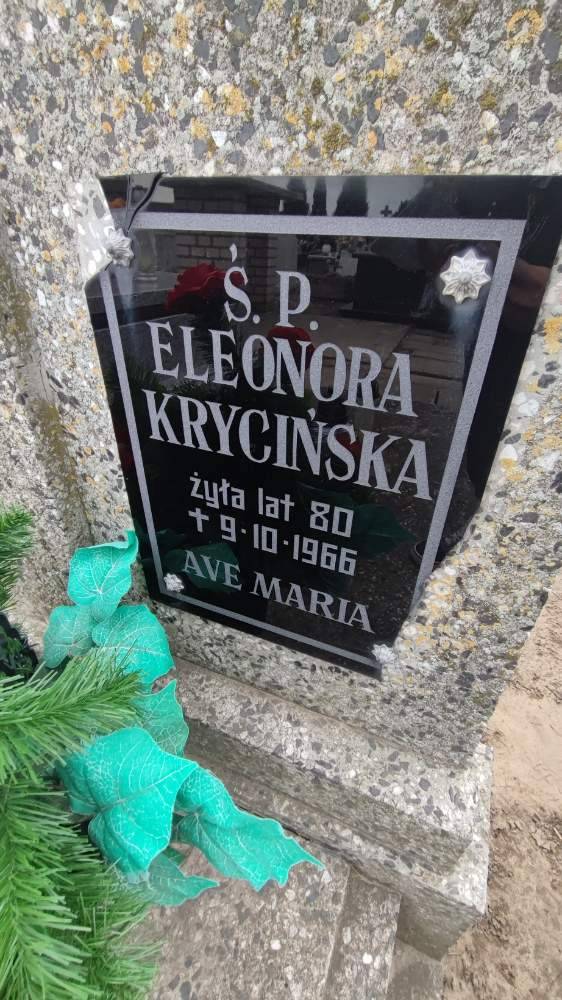 Ś. P.
ELEONORA
KRYCIŃSKA
żyła lat 80
+ 9-10-1966
AVE MARIA